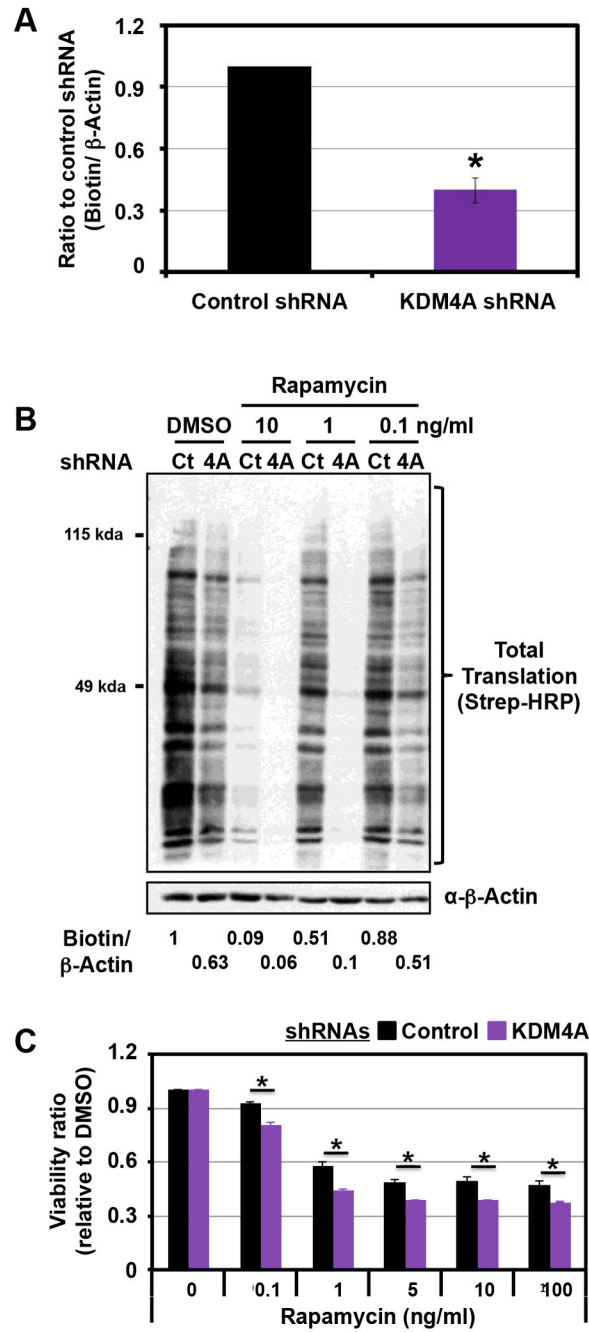 A
Ratio to control shRNA
(Biotin/ β-Actin)
1.2
0.9
0.6
0.3
0
*
Control shRNA
KDM4A shRNA
B
Rapamycin
DMSO 10 1 0.1 ng/ml
shRNA Ct 4A Ct 4A Ct 4A Ct 4A
115 kda
49 kda
Total
Translation
(Strep-HRP)
α-β-Actin
Biotin/ 1 0.09 0.51 0.88
β-Actin 0.63 0.06 0.1 0.51
C
shRNAs Control KDM4A
Viability ratio
(relative to DMSO)
1.2
0.9
0.6
0.3
0
* * * * *
0 0.1 1 5 10 100
Rapamycin (ng/ml)